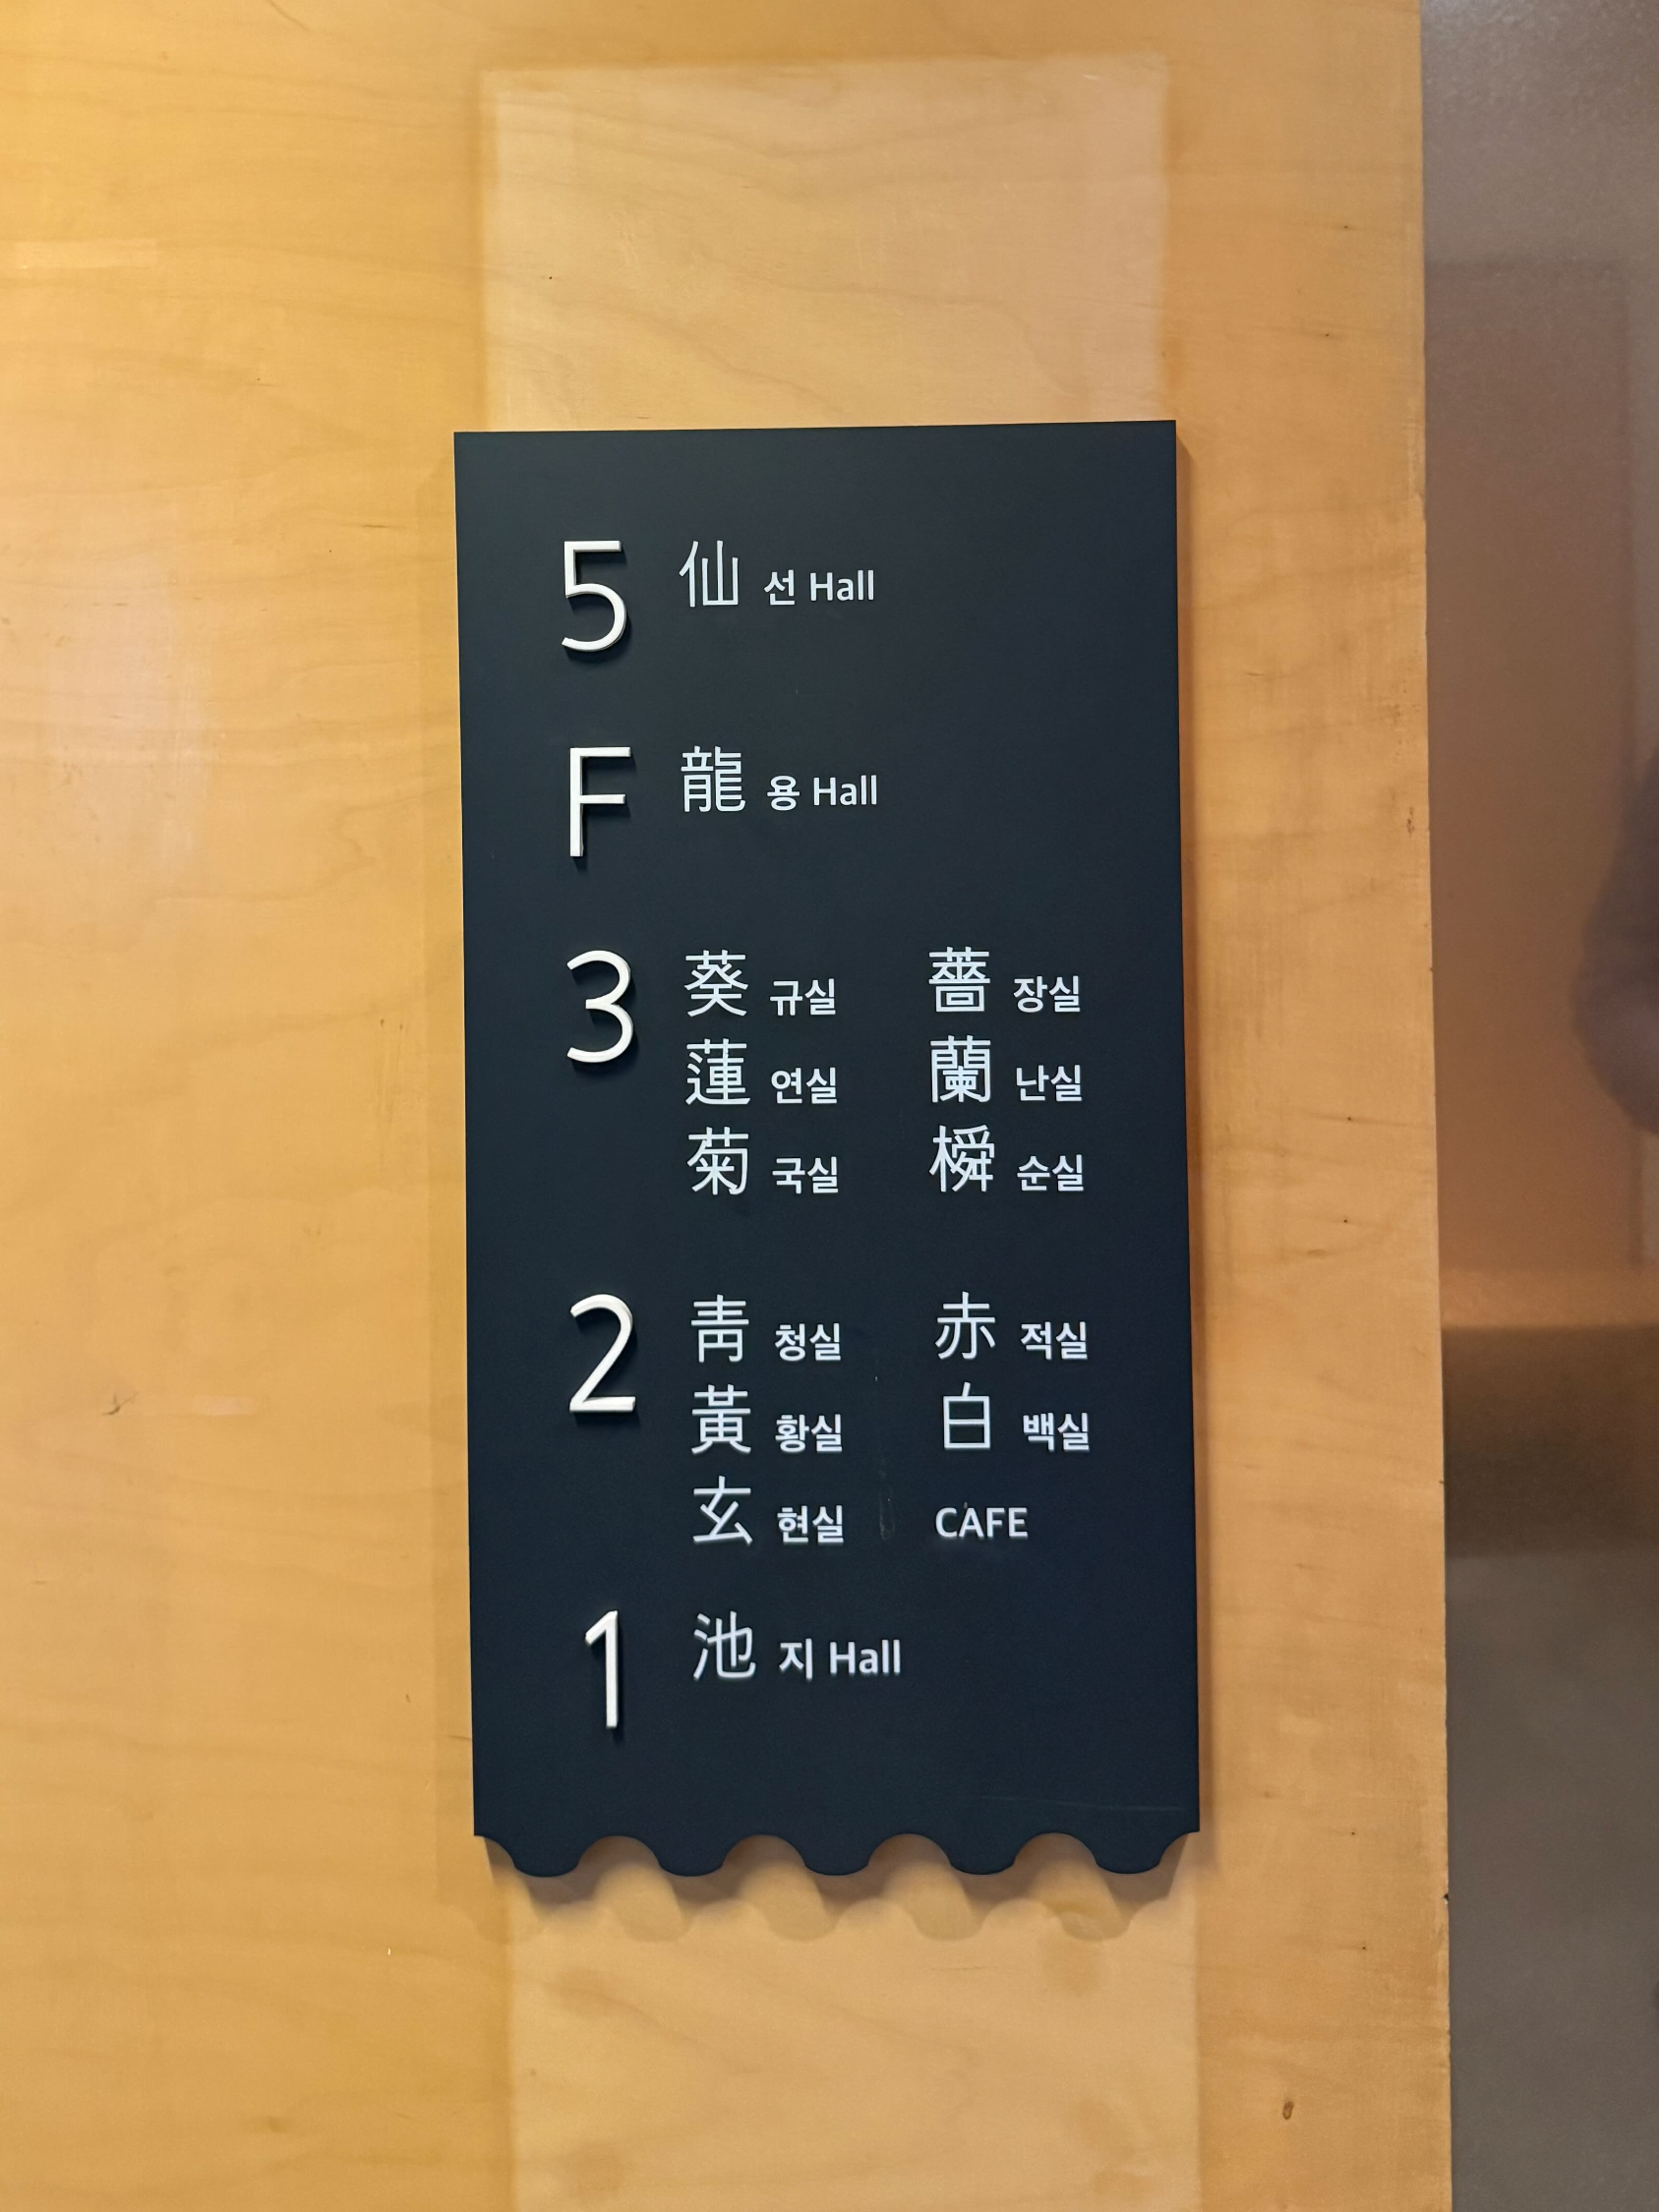 5 仙 선 Hall
F 龍 용 Hall
3 葵 규실 薔 장실
蓮 연실 蘭 난실
菊 국실 橓 순실
2 靑 청실 赤 적실
黃 황실 白 백실
玄 현실 CAFE
1 池 지 Hall